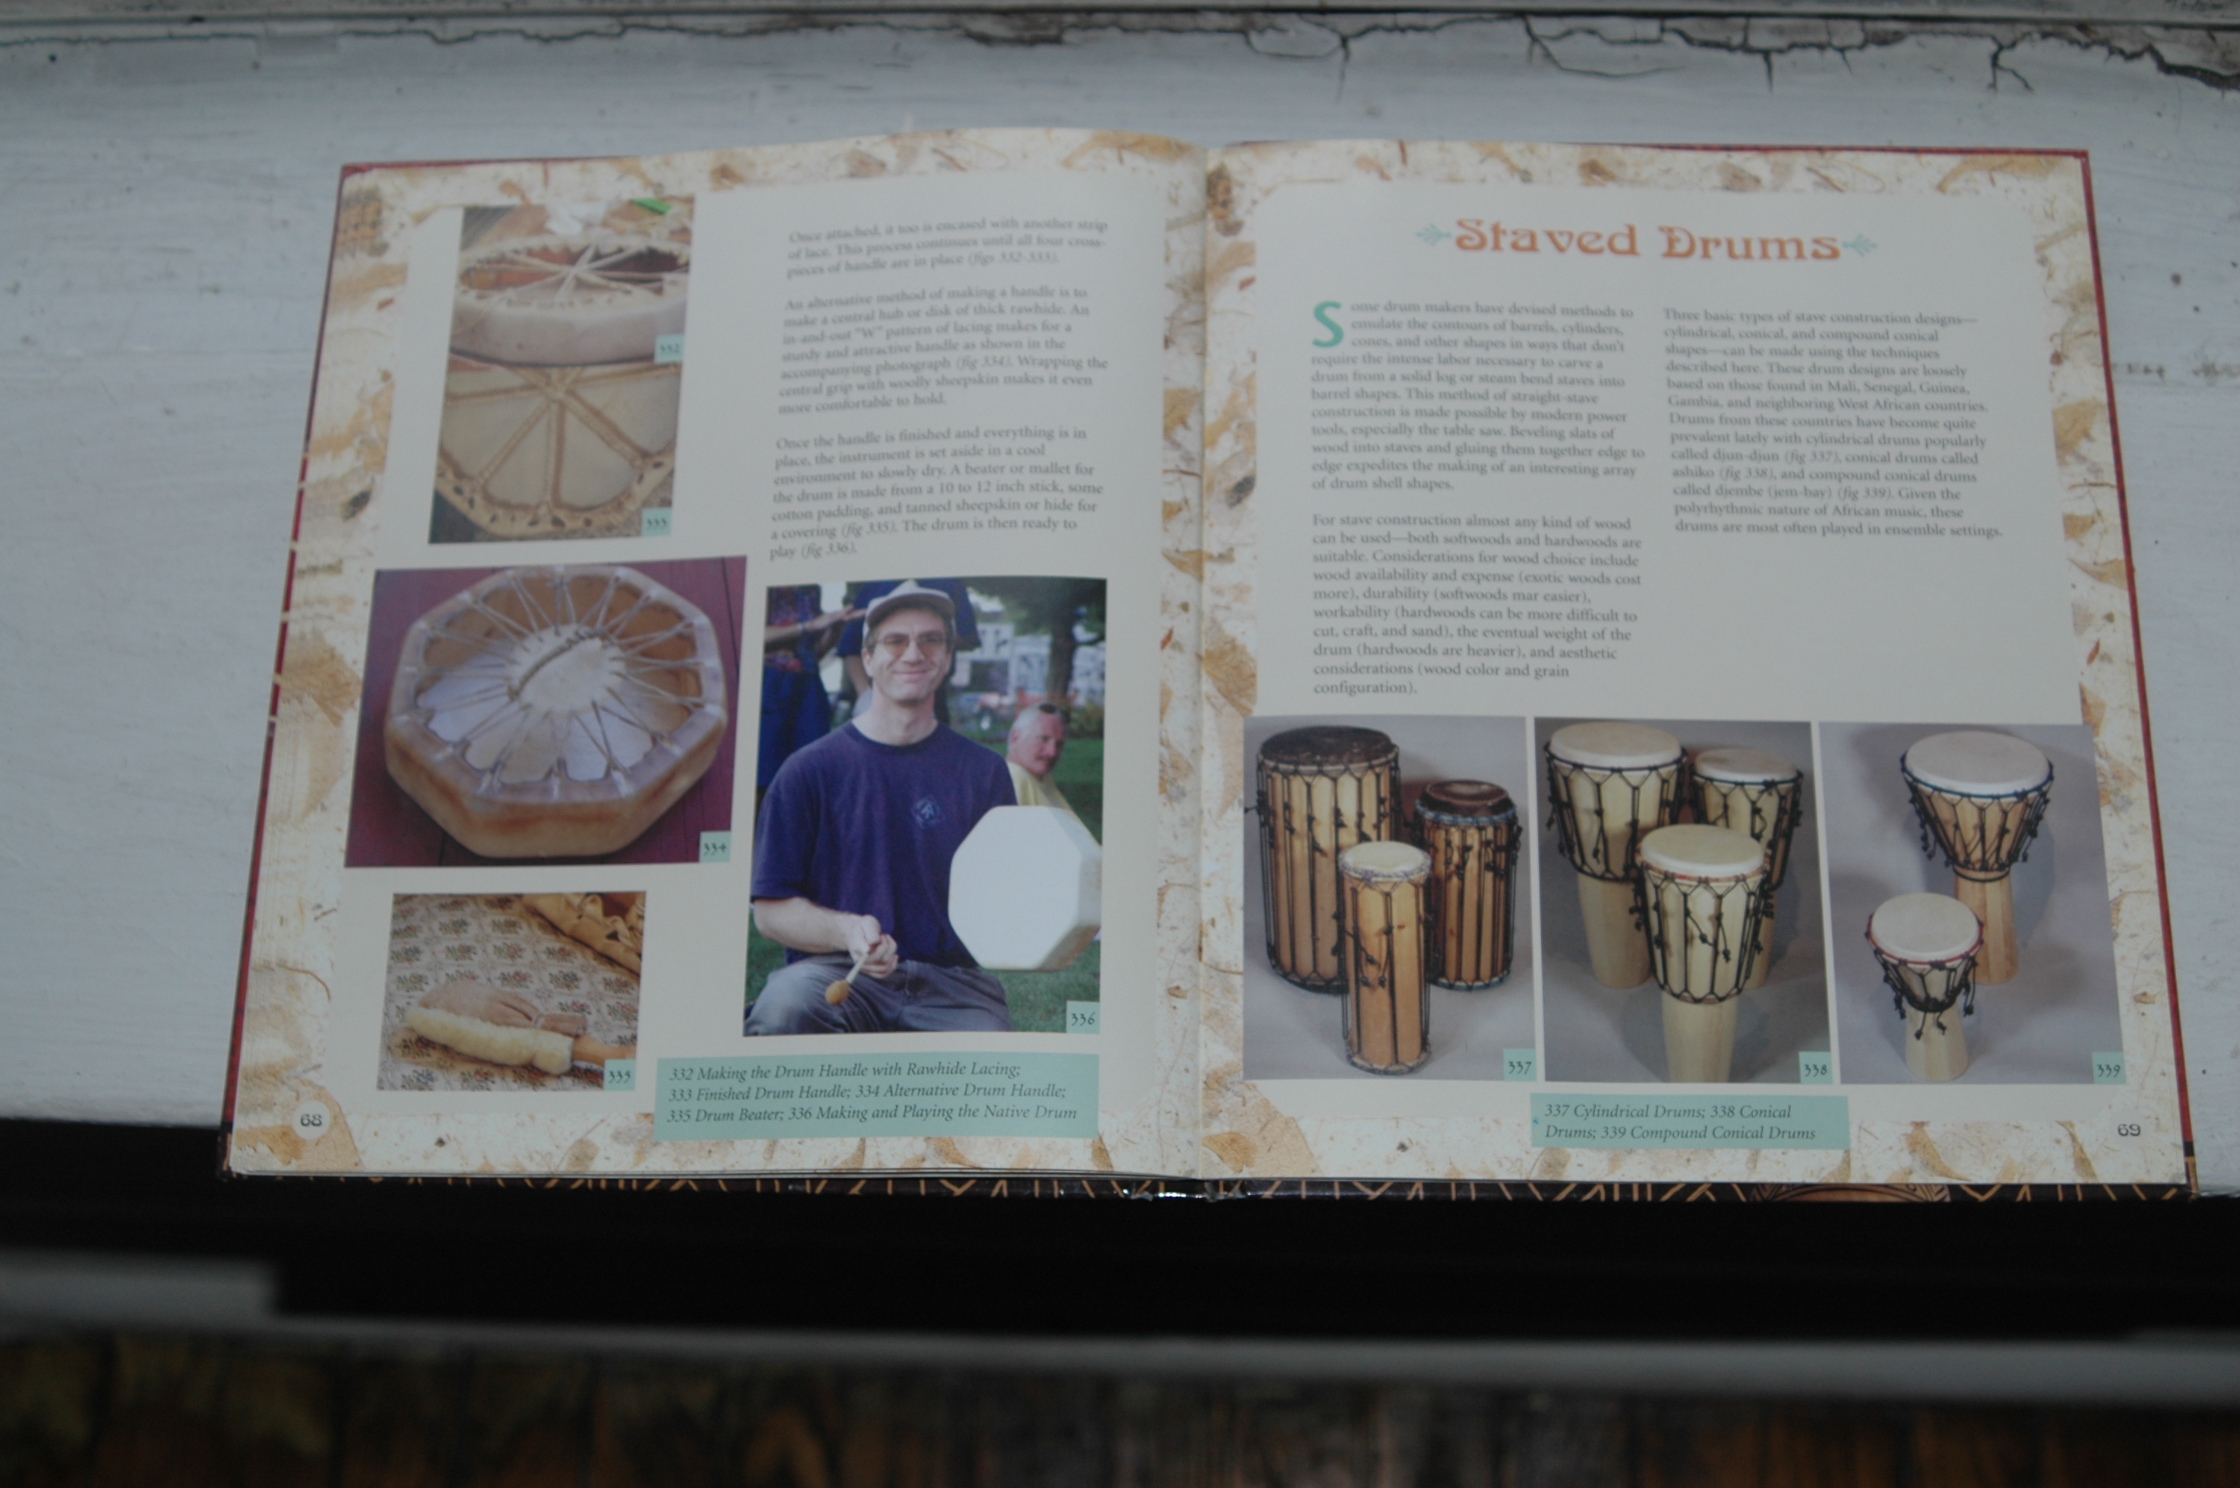 Once attached, it too is encased with another strip
of lace. This process continues until all four cross-
pieces of handle are in place (figs 332-333).
An alternative method of making a handle is to
make a central hub or disk of thick rawhide. An
in-and-out "W" pattern of lacing makes for a
sturdy and attractive handle as shown in the
accompanying photograph (fig 334). Wrapping the
central grip with woolly sheepskin makes it even
more comfortable to hold.
Once the handle is finished and everything is in
place, the instrument is set aside in a cool
environment to slowly dry. A beater or mallet for
the drum is made from a 10 to 12 inch stick, some
cotton padding, and tanned sheepskin or hide for
a covering (fig 335). The drum is then ready to
play (fig 336).
332
333
334
335
336
332 Making the Drum Handle with Rawhide Lacing;
333 Finished Drum Handle; 334 Alternative Drum Handle;
335 Drum Beater; 336 Making and Playing the Native Drum
68
Staved Drums
Some drum makers have devised methods to
emulate the contours of barrels, cylinders,
cones, and other shapes in ways that don't
require the intense labor necessary to carve a
drum from a solid log or steam bend staves into
barrel shapes. This method of straight-stave
construction is made possible by modern power
tools, especially the table saw. Beveling slats of
wood into staves and gluing them together edge to
edge expedites the making of an interesting array
of drum shell shapes.
For stave construction almost any kind of wood
can be used—both softwoods and hardwoods are
suitable. Considerations for wood choice include
wood availability and expense (exotic woods cost
more), durability (softwoods mar easier),
workability (hardwoods can be more difficult to
cut, craft, and sand), the eventual weight of the
drum (hardwoods are heavier), and aesthetic
considerations (wood color and grain
configuration).
Three basic types of stave construction designs—
cylindrical, conical, and compound conical
shapes—can be made using the techniques
described here. These drum designs are loosely
based on those found in Mali, Senegal, Guinea,
Gambia, and neighboring West African countries.
Drums from these countries have become quite
prevalent lately with cylindrical drums popularly
called djun-djun (fig 337), conical drums called
ashiko (fig 338), and compound conical drums
called djembe (jem-bay) (fig 339). Given the
polyrhythmic nature of African music, these
drums are most often played in ensemble settings.
337
338
339
337 Cylindrical Drums; 338 Conical
Drums; 339 Compound Conical Drums
69